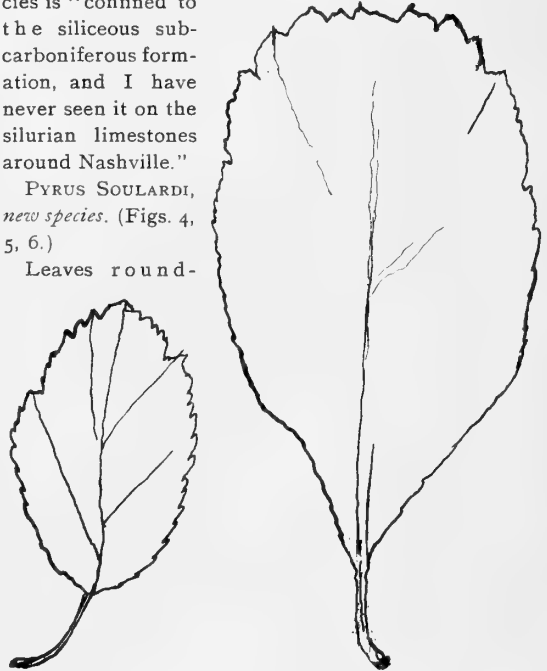 cies is "confined to
the siliceous sub-
carboniferous form-
ation, and I have
never seen it on the
silurian limestones
around Nashville."
PYRUS SOULARDI,
new species. (Figs. 4,
5, 6.)
Leaves round-